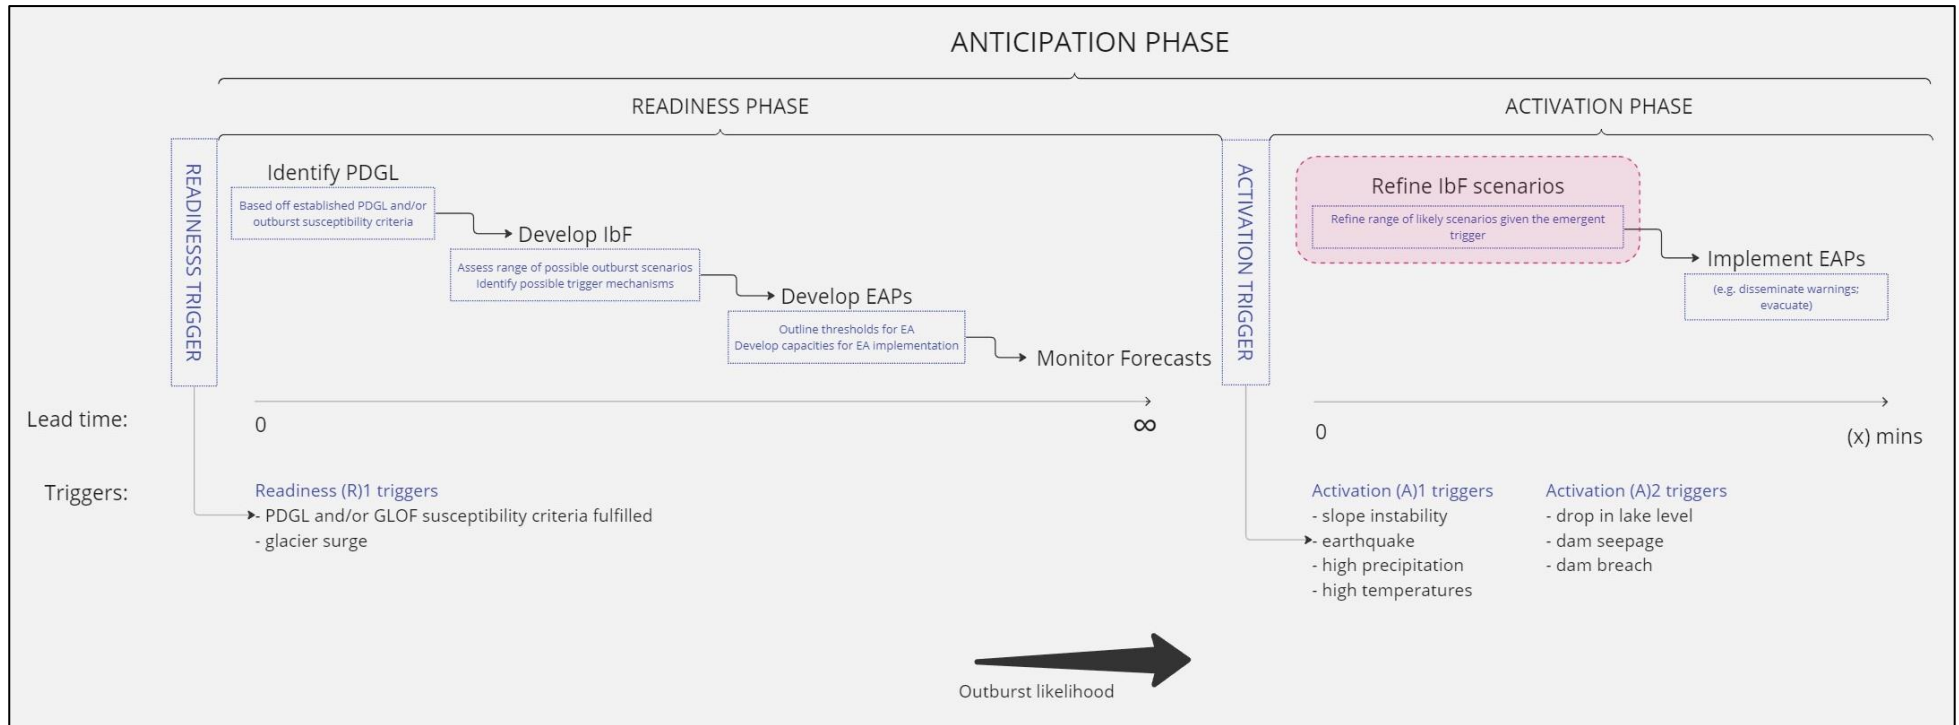 ANTICIPATION PHASE
READINESS PHASE
ACTIVATION PHASE
READINESSS TRIGGER
Identify PDGL
Based off established PDGL and/or
outburst susceptibility criteria
Develop IbF
Assess range of possible outburst scenarios
Identify possible trigger mechanisms
Develop EAPs
Outline thresholds for EA
Develop capacities for EA implementation
Monitor Forecasts
ACTIVATION TRIGGER
Refine IbF scenarios
Refine range of likely scenarios given the emergent
trigger
Implement EAPs
(e.g. disseminate warnings;
evacuate)
Lead time:
0
∞
0
(x) mins
Triggers:
Readiness (R)1 triggers
- PDGL and/or GLOF susceptibility criteria fulfilled
- glacier surge
Activation (A)1 triggers
- slope instability
- earthquake
- high precipitation
- high temperatures
Activation (A)2 triggers
- drop in lake level
- dam seepage
- dam breach
Outburst likelihood